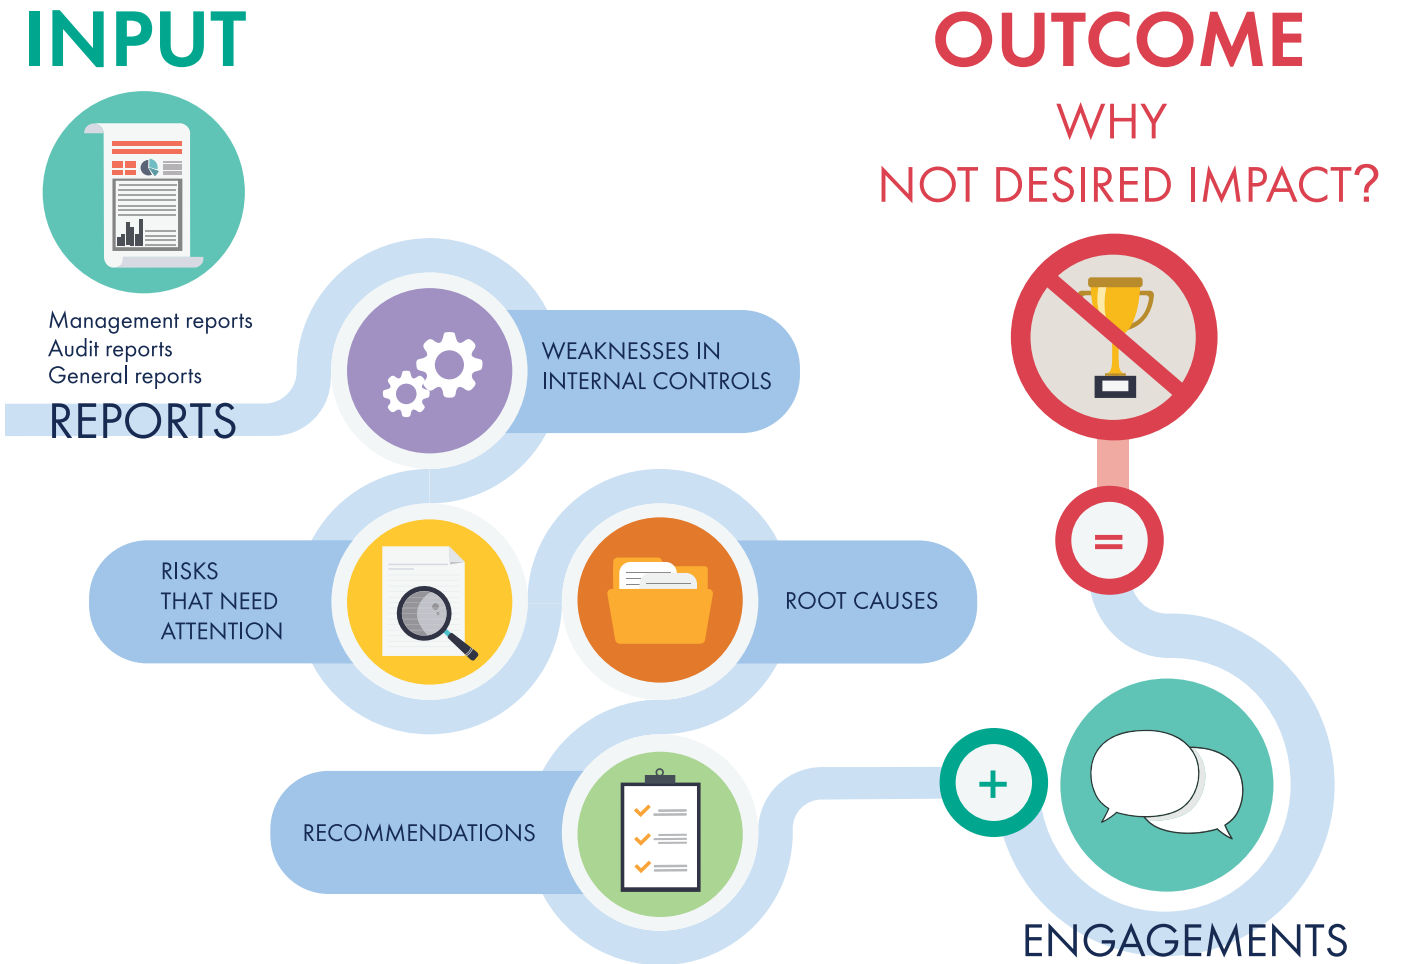 INPUT
Management reports
Audit reports
General reports
REPORTS
WEAKNESSES IN
INTERNAL CONTROLS
RISKS
THAT NEED
ATTENTION
ROOT CAUSES
RECOMMENDATIONS
+
ENGAGEMENTS
=
OUTCOME
WHY
NOT DESIRED IMPACT?